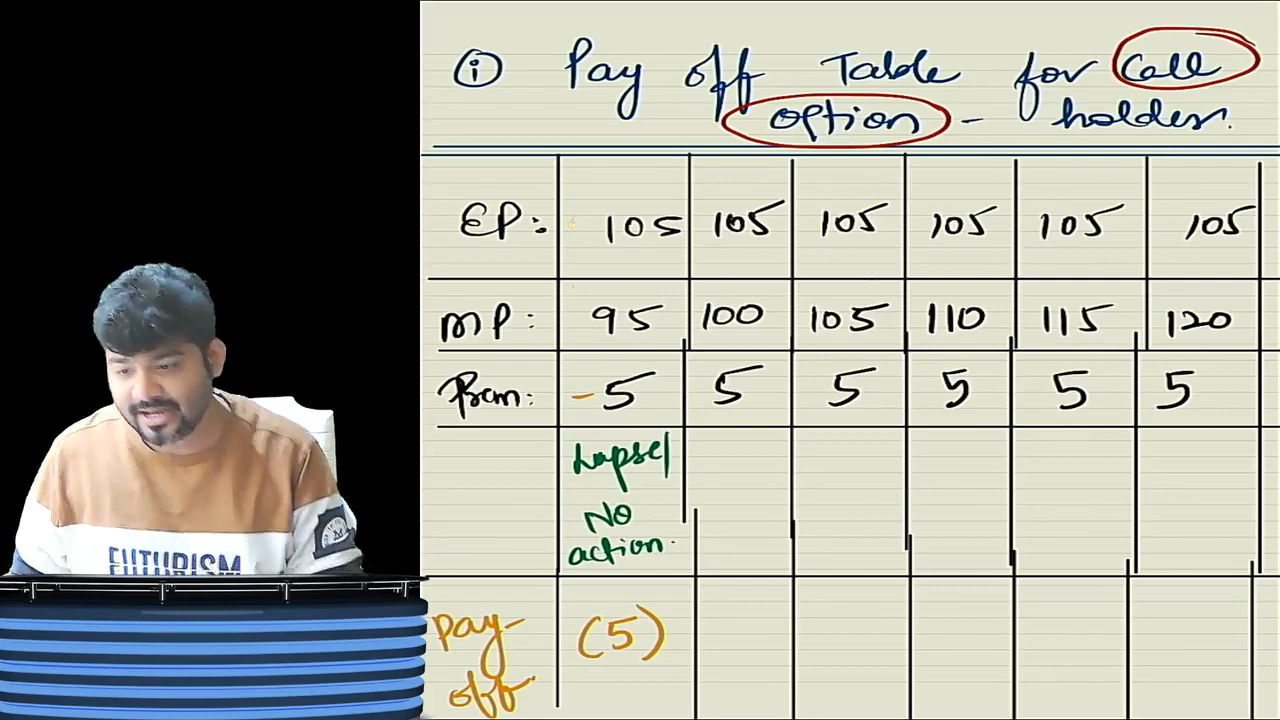 i Pay off Table for Call
option - holder.
EP: 105 105 105 105 105 105
MP: 95 100 105 110 115 120
Prem: -5 5 5 5 5 5
Lapse/
No
action.
Pay-
off (5)
FUTURISM